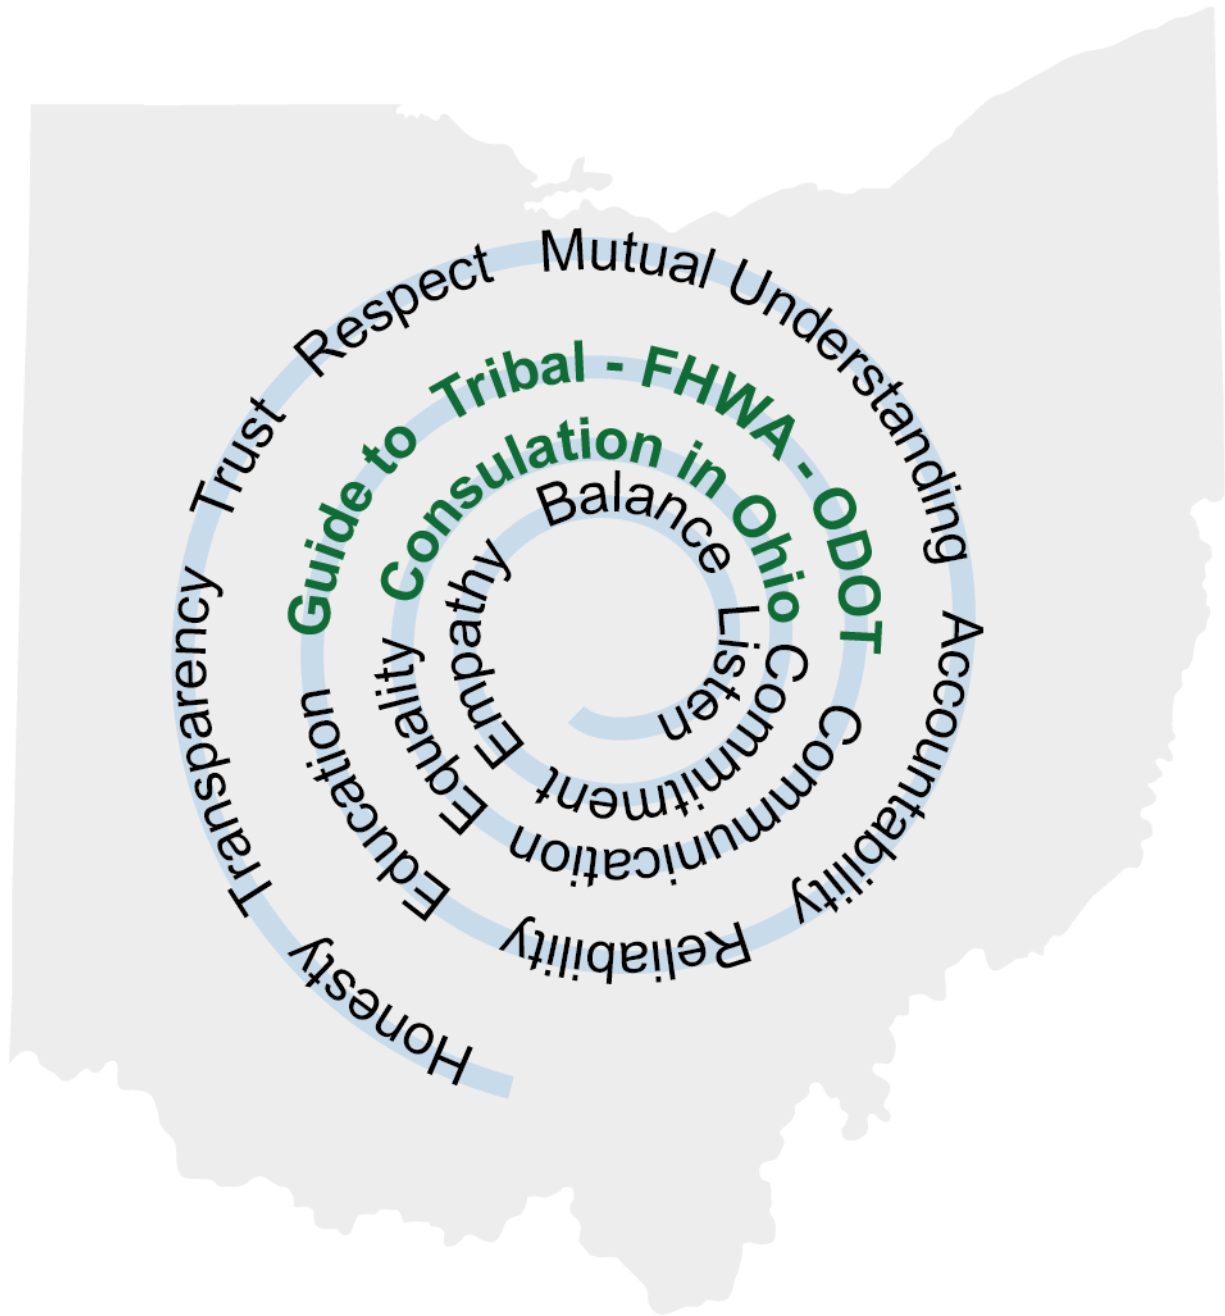 Honesty
Transparency
Trust
Respect
Mutual Understanding
Accountability
Reliability
Education
Guide to Tribal - FHWA - ODOT
Communication
Equality
Consulation in Ohio
Commitment
Empathy
Balance
Listen